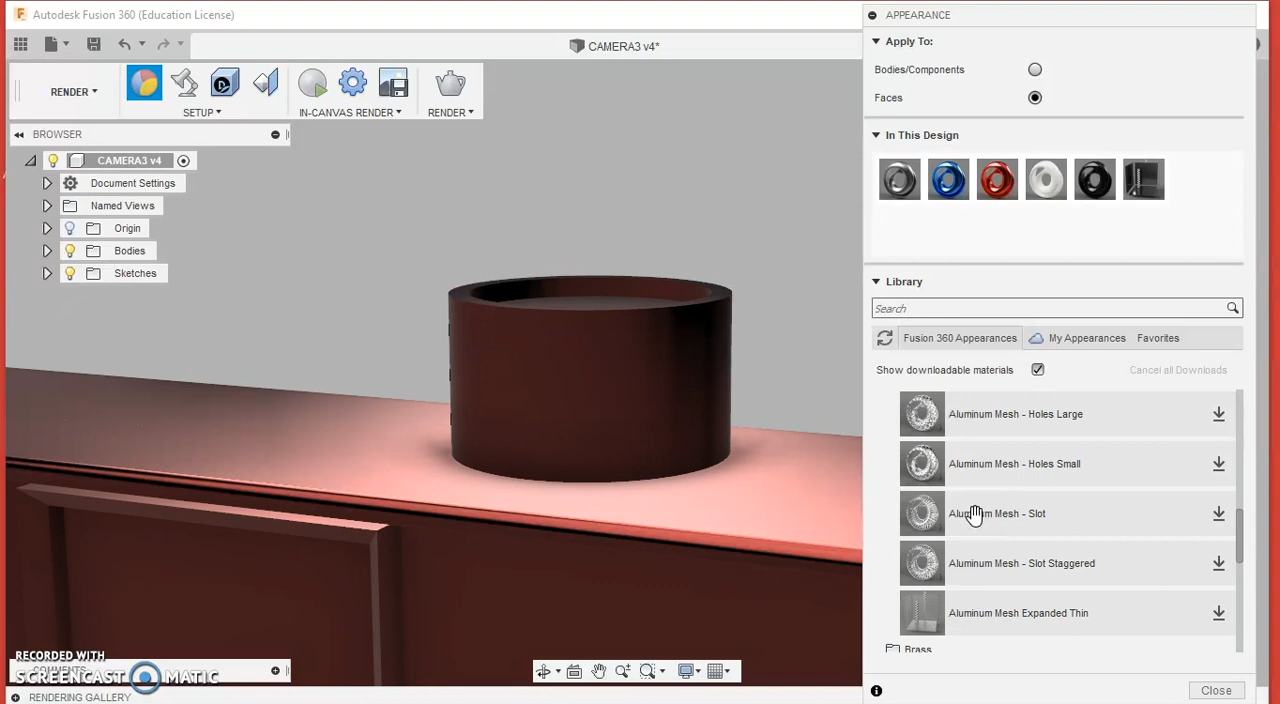 Autodesk Fusion 360 (Education License)
CAMERA3 v4*
RENDER
SETUP
IN-CANVAS RENDER
RENDER
BROWSER
CAMERA3 v4
Document Settings
Named Views
Origin
Bodies
Sketches
APPEARANCE
Apply To:
Bodies/Components
Faces
In This Design
Library
Search
Fusion 360 Appearances My Appearances Favorites
Show downloadable materials Cancel all Downloads
Aluminum Mesh - Holes Large
Aluminum Mesh - Holes Small
Aluminum Mesh - Slot
Aluminum Mesh - Slot Staggered
Aluminum Mesh Expanded Thin
Brass
Close
RECORDED WITH
COMMENTS
SCREENCAST MATIC
RENDERING GALLERY